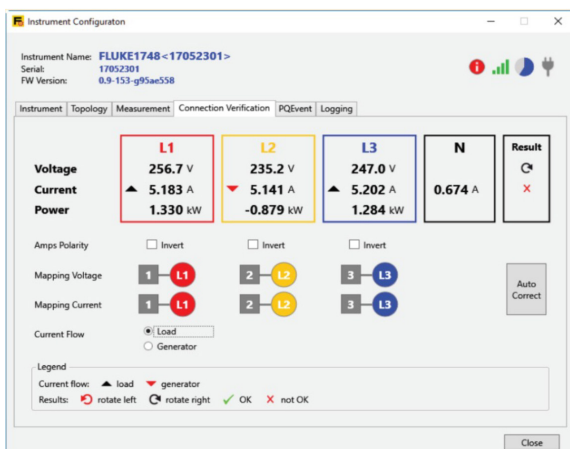 Instrument Configuraton
Instrument Name: FLUKE1748<17052301>
Serial: 17052301
FW Version: 0.9-153-g95ae558
Instrument Topology Measurement Connection Verification PQEvent Logging
L1 L2 L3 N Result
Voltage 256.7 V 235.2 V 247.0 V
Current 5.183 A 5.141 A 5.202 A 0.674 A
Power 1.330 kW -0.879 kW 1.284 kW
Amps Polarity Invert Invert Invert
Mapping Voltage 1 L1 2 L2 3 L3
Auto
Correct
Mapping Current 1 L1 2 L2 3 L3
Current Flow Load
Generator
Legend
Current flow: load generator
Results: rotate left rotate right OK not OK
Close